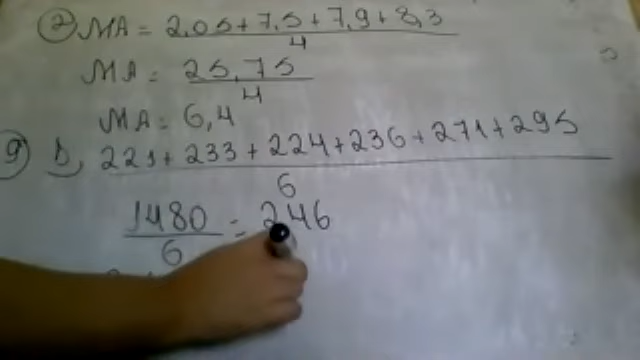 2) MA = 2,05+7,5+7,9+8,3
4
MA = 25,75
4
MA = 6,4
9) b, 221+233+224+236+271+295
6
1480 = 246
6